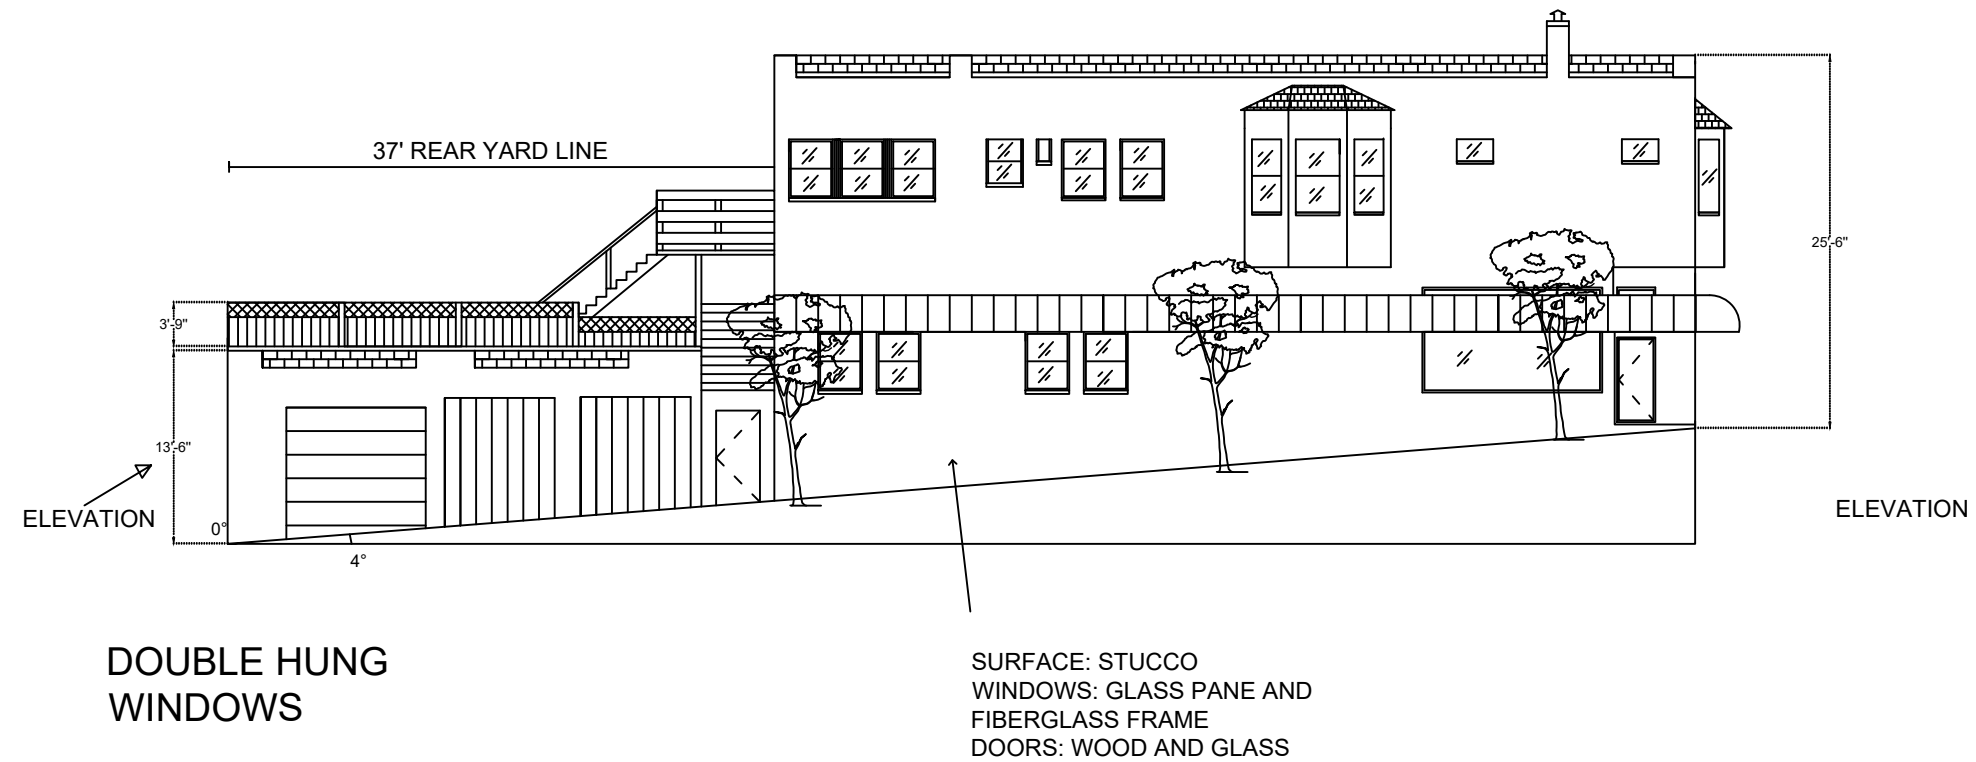 37' REAR YARD LINE
25'-6"
3'-9"
13'-6"
ELEVATION
0°
4°
ELEVATION
DOUBLE HUNG
WINDOWS
SURFACE: STUCCO
WINDOWS: GLASS PANE AND
FIBERGLASS FRAME
DOORS: WOOD AND GLASS